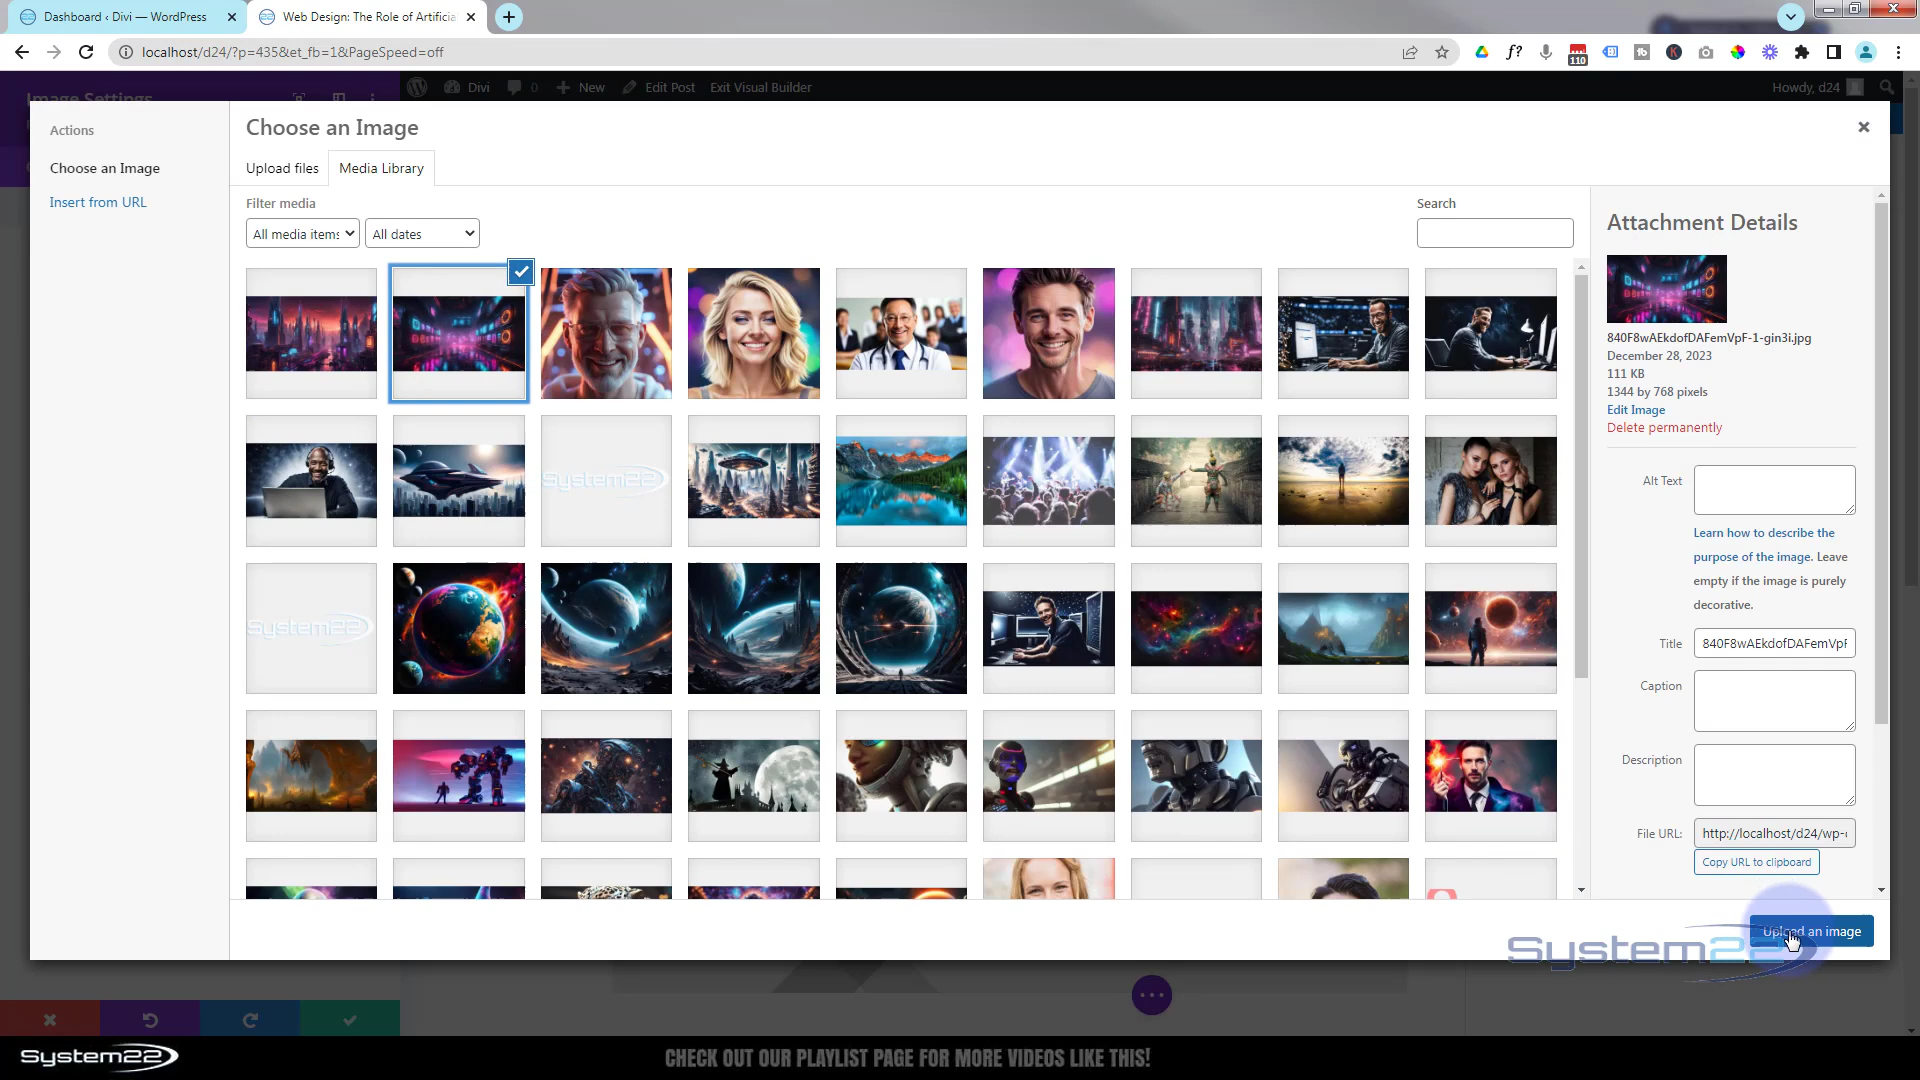 Dashboard ‹ Divi — WordPress
Web Design: The Role of Artificia
localhost/d24/?p=435&et_fb=1&PageSpeed=off
f?
110
Image Settings
Divi
0
New
Edit Post
Exit Visual Builder
Howdy, d24
Actions
Choose an Image
Insert from URL
Choose an Image
Upload files
Media Library
Filter media
All media items
All dates
Search
System22
System22
Attachment Details
840F8wAEkdofDAFemVpF-1-gin3i.jpg
December 28, 2023
111 KB
1344 by 768 pixels
Edit Image
Delete permanently
Alt Text
Learn how to describe the
purpose of the image. Leave
empty if the image is purely
decorative.
Title
840F8wAEkdofDAFemVpF
Caption
Description
File URL:
http://localhost/d24/wp-c
Copy URL to clipboard
Upload an image
System22
System22
CHECK OUT OUR PLAYLIST PAGE FOR MORE VIDEOS LIKE THIS!